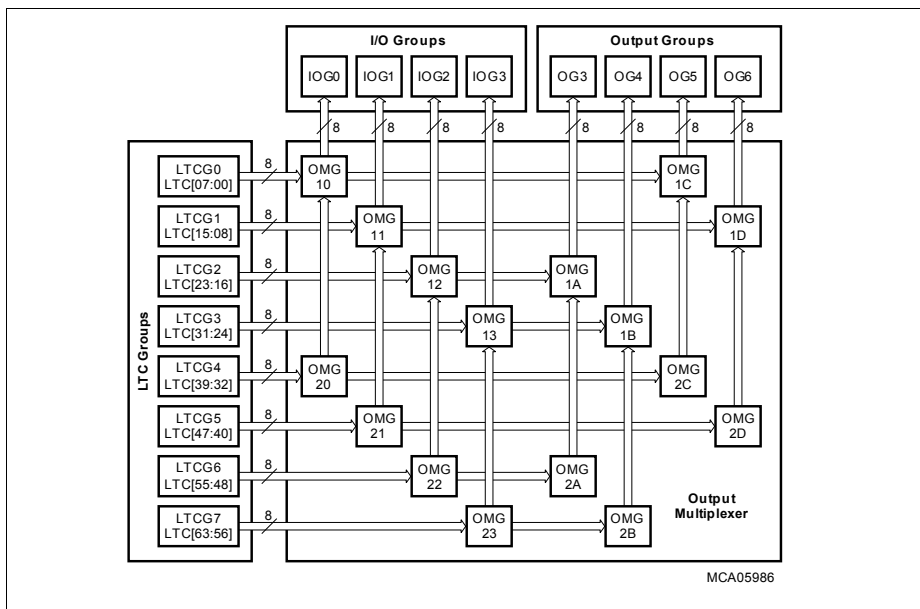 I/O Groups
Output Groups
IOG0 IOG1 IOG2 IOG3 OG3 OG4 OG5 OG6
8 8 8 8 8 8 8 8
LTC Groups
LTCG0
LTC[07:00]
8
OMG
10
OMG
1C
LTCG1
LTC[15:08]
8
OMG
11
OMG
1D
LTCG2
LTC[23:16]
8
OMG
12
OMG
1A
LTCG3
LTC[31:24]
8
OMG
13
OMG
1B
LTCG4
LTC[39:32]
8
OMG
20
OMG
2C
LTCG5
LTC[47:40]
8
OMG
21
OMG
2D
LTCG6
LTC[55:48]
8
OMG
22
OMG
2A
LTCG7
LTC[63:56]
8
OMG
23
OMG
2B
Output
Multiplexer
MCA05986